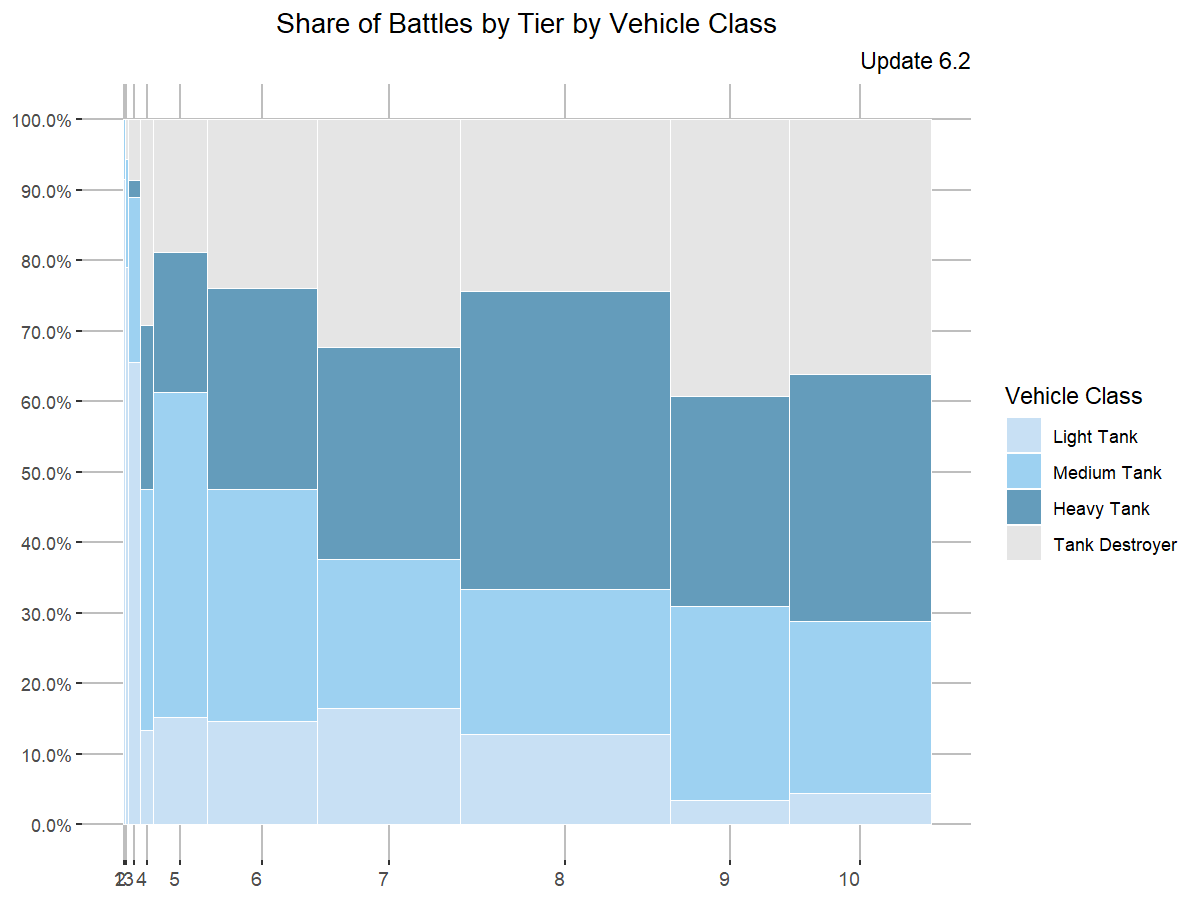 Share of Battles by Tier by Vehicle Class
Update 6.2
100.0%
90.0%
80.0%
70.0%
60.0%
50.0%
40.0%
30.0%
20.0%
10.0%
0.0%
1 2 3 4 5 6 7 8 9 10
Vehicle Class
Light Tank
Medium Tank
Heavy Tank
Tank Destroyer